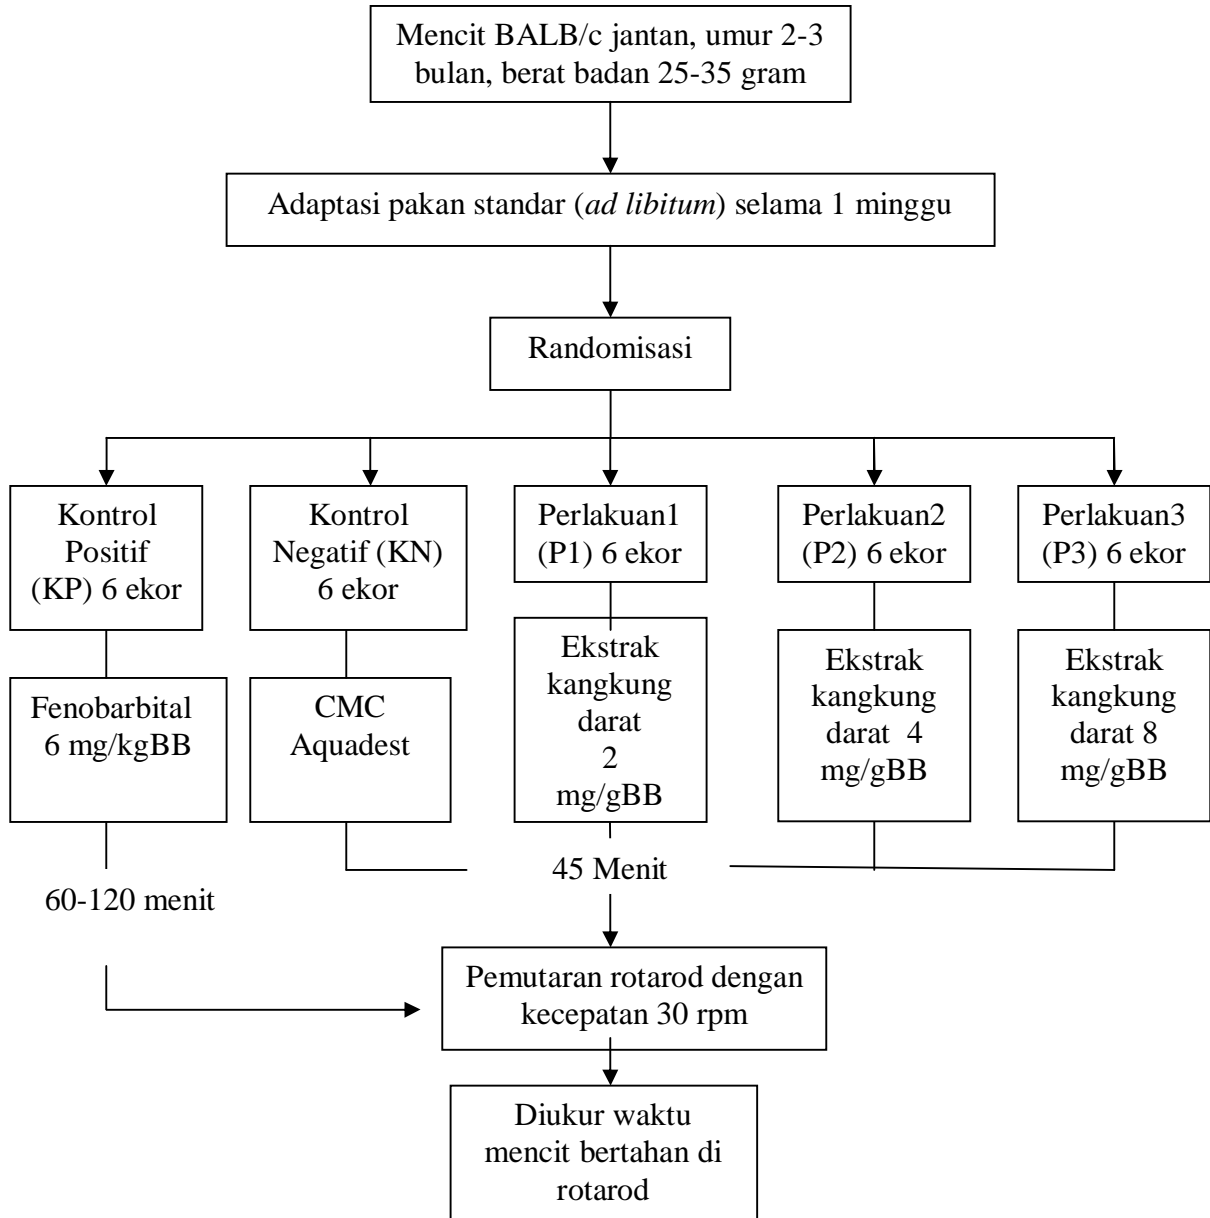 Mencit BALB/c jantan, umur 2-3
bulan, berat badan 25-35 gram
Adaptasi pakan standar (ad libitum) selama 1 minggu
Randomisasi
Kontrol
Positif
(KP) 6 ekor
Kontrol
Negatif (KN)
6 ekor
Perlakuan1
(P1) 6 ekor
Perlakuan2
(P2) 6 ekor
Perlakuan3
(P3) 6 ekor
Fenobarbital
6 mg/kgBB
CMC
Aquadest
Ekstrak
kangkung
darat
2
mg/gBB
Ekstrak
kangkung
darat 4
mg/gBB
Ekstrak
kangkung
darat 8
mg/gBB
45 Menit
60-120 menit
Pemutaran rotarod dengan
kecepatan 30 rpm
Diukur waktu
mencit bertahan di
rotarod